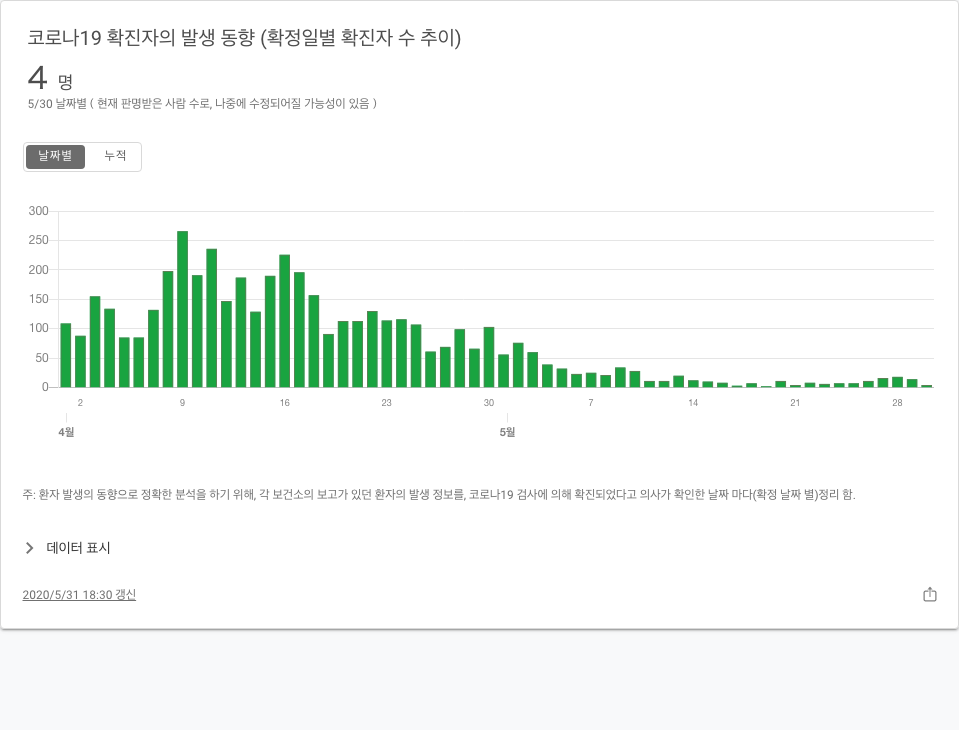 코로나19 확진자의 발생 동향 (확정일별 확진자 수 추이)
4 명
5/30 날짜별 ( 현재 판명받은 사람 수로, 나중에 수정되어질 가능성이 있음 )
날짜별 누적
300
250
200
150
100
50
0
2 9 16 23 30 7 14 21 28
4월 5월
주: 환자 발생의 동향으로 정확한 분석을 하기 위해, 각 보건소의 보고가 있던 환자의 발생 정보를, 코로나19 검사에 의해 확진되었다고 의사가 확인한 날짜 마다(확정 날짜 별)정리 함.
데이터 표시
2020/5/31 18:30 갱신